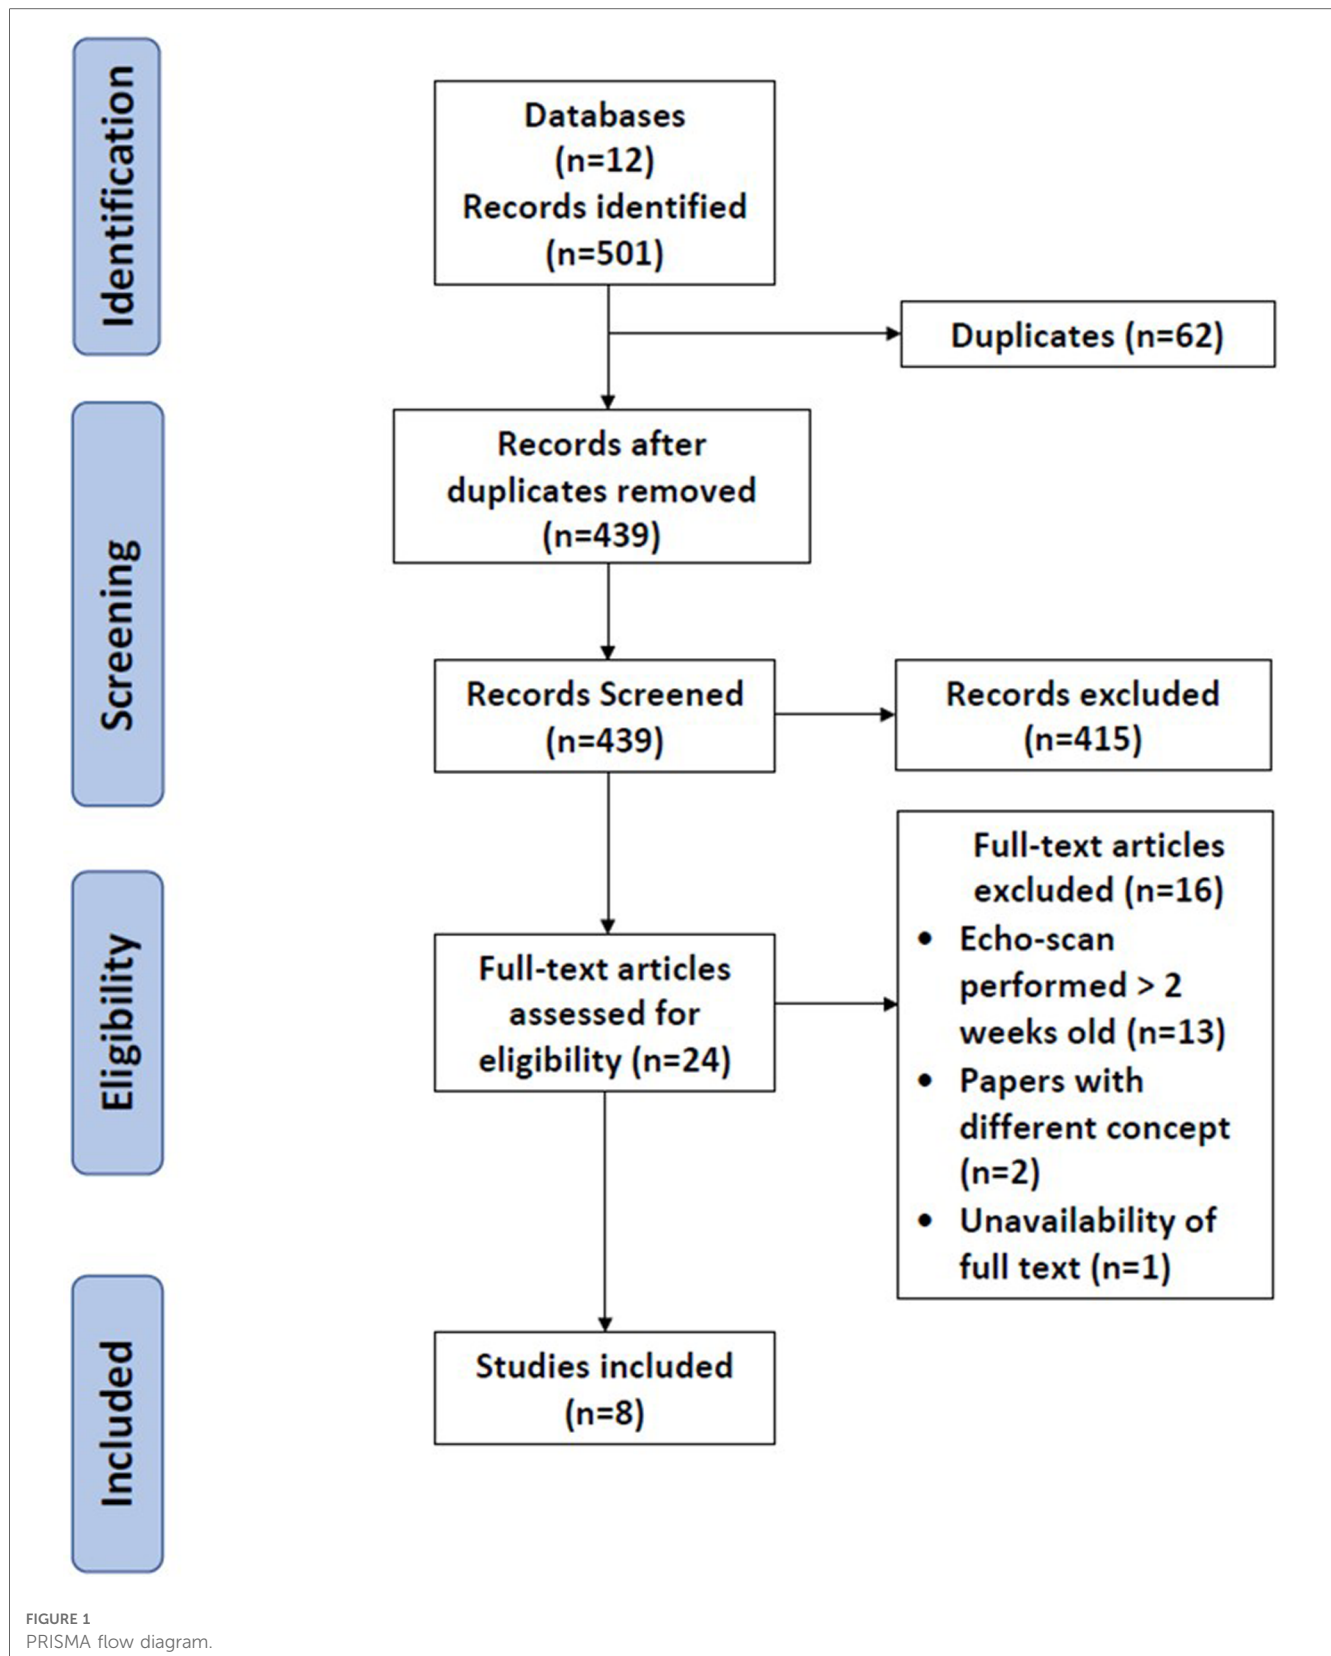 Identification
Databases
(n=12)
Records identified
(n=501)
Duplicates (n=62)
Screening
Records after
duplicates removed
(n=439)
Records Screened
(n=439)
Records excluded
(n=415)
Eligibility
Full-text articles
assessed for
eligibility (n=24)
Full-text articles
excluded (n=16)
• Echo-scan
performed > 2
weeks old (n=13)
• Papers with
different concept
(n=2)
• Unavailability of
full text (n=1)
Included
Studies included
(n=8)
FIGURE 1
PRISMA flow diagram.